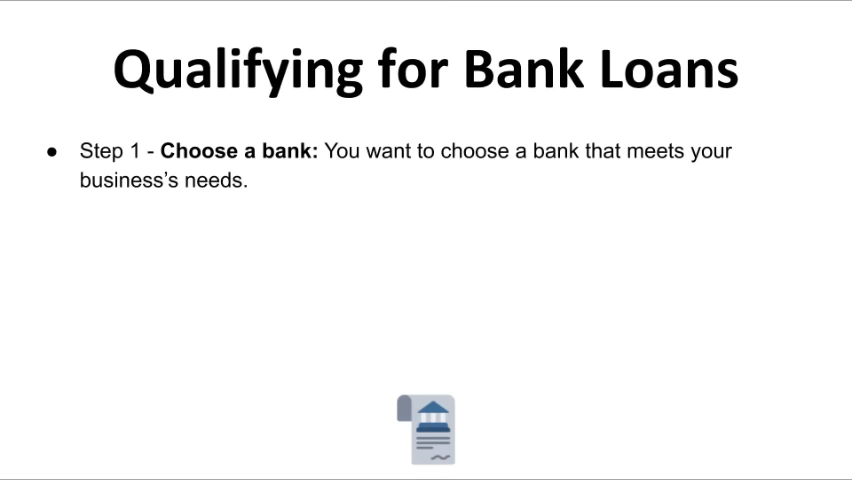 Qualifying for Bank Loans
● Step 1 - Choose a bank: You want to choose a bank that meets your
business’s needs.